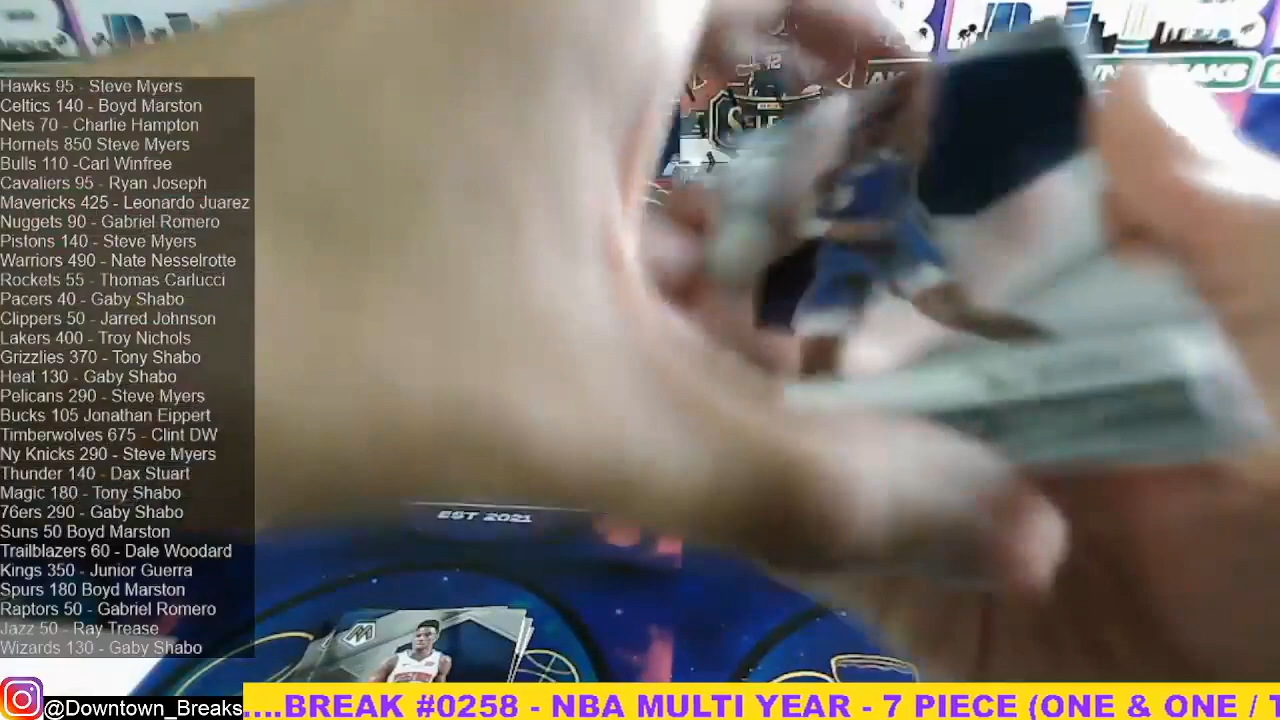 Hawks 95 - Steve Myers
Celtics 140 - Boyd Marston
Nets 70 - Charlie Hampton
Hornets 850 Steve Myers
Bulls 110 -Carl Winfree
Cavaliers 95 - Ryan Joseph
Mavericks 425 - Leonardo Juarez
Nuggets 90 - Gabriel Romero
Pistons 140 - Steve Myers
Warriors 490 - Nate Nesselrotte
Rockets 55 - Thomas Carlucci
Pacers 40 - Gaby Shabo
Clippers 50 - Jarred Johnson
Lakers 400 - Troy Nichols
Grizzlies 370 - Tony Shabo
Heat 130 - Gaby Shabo
Pelicans 290 - Steve Myers
Bucks 105 Jonathan Eippert
Timberwolves 675 - Clint DW
Ny Knicks 290 - Steve Myers
Thunder 140 - Dax Stuart
Magic 180 - Tony Shabo
76ers 290 - Gaby Shabo
Suns 50 Boyd Marston
Trailblazers 60 - Dale Woodard
Kings 350 - Junior Guerra
Spurs 180 Boyd Marston
Raptors 50 - Gabriel Romero
Jazz 50 - Ray Trease
Wizards 130 - Gaby Shabo
12
EST 2021
@Downtown_Breaks
....BREAK #0258 - NBA MULTI YEAR - 7 PIECE (ONE & ONE /